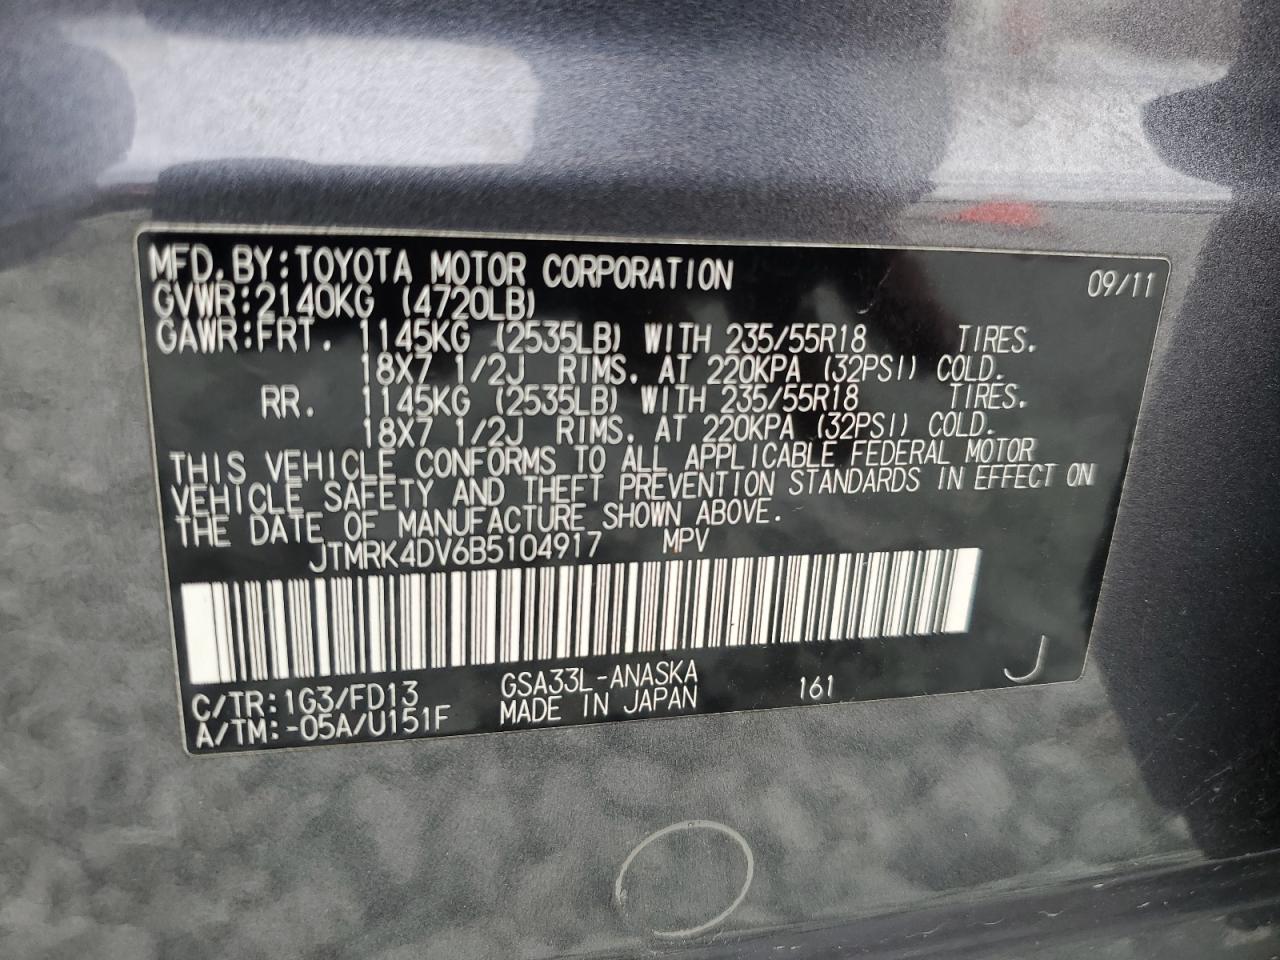 MFD. BY: TOYOTA MOTOR CORPORATION 09/11
GVWR: 2140KG (4720LB)
GAWR: FRT. 1145KG (2535LB) WITH 235/55R18 TIRES.
18X7 1/2J RIMS. AT 220KPA (32PSI) COLD.
RR. 1145KG (2535LB) WITH 235/55R18 TIRES.
18X7 1/2J RIMS. AT 220KPA (32PSI) COLD.
THIS VEHICLE CONFORMS TO ALL APPLICABLE FEDERAL MOTOR
VEHICLE SAFETY AND THEFT PREVENTION STANDARDS IN EFFECT ON
THE DATE OF MANUFACTURE SHOWN ABOVE.
JTMRK4DV6B5104917 MPV
C/TR: 1G3/FD13 GSA33L-ANASKA 161 J
A/TM: -05A/U151F MADE IN JAPAN